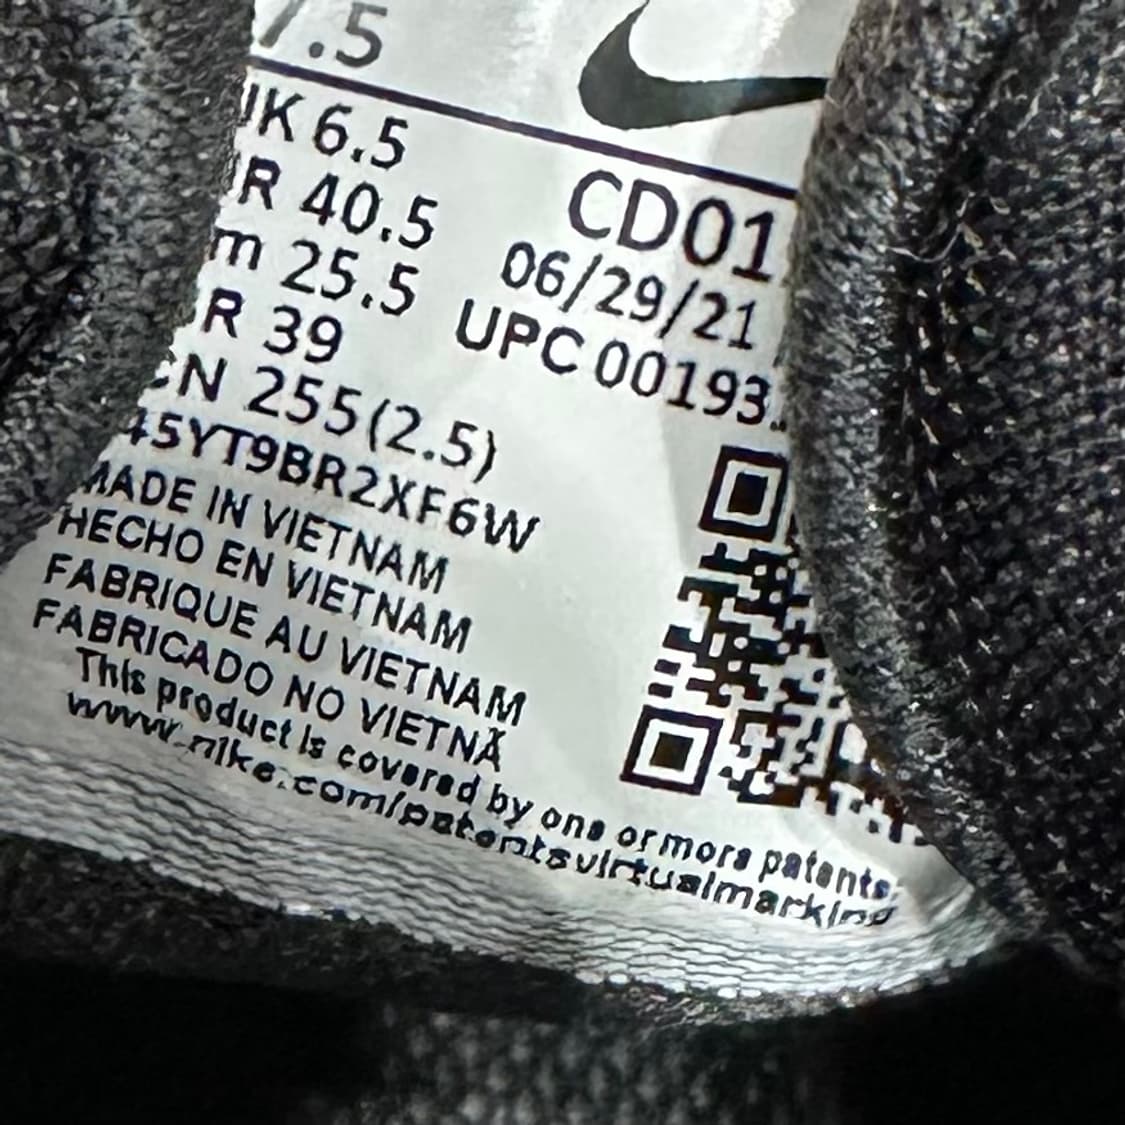 7.5
UK 6.5
R 40.5
m 25.5
R 39
CN 255(2.5)
45YT9BR2XF6W
CD01
06/29/21
UPC 00193
MADE IN VIETNAM
HECHO EN VIETNAM
FABRIQUE AU VIETNAM
FABRICADO NO VIETNÃ
This product is covered by one or more patents:
www.nike.com/patentsvirtualmarking